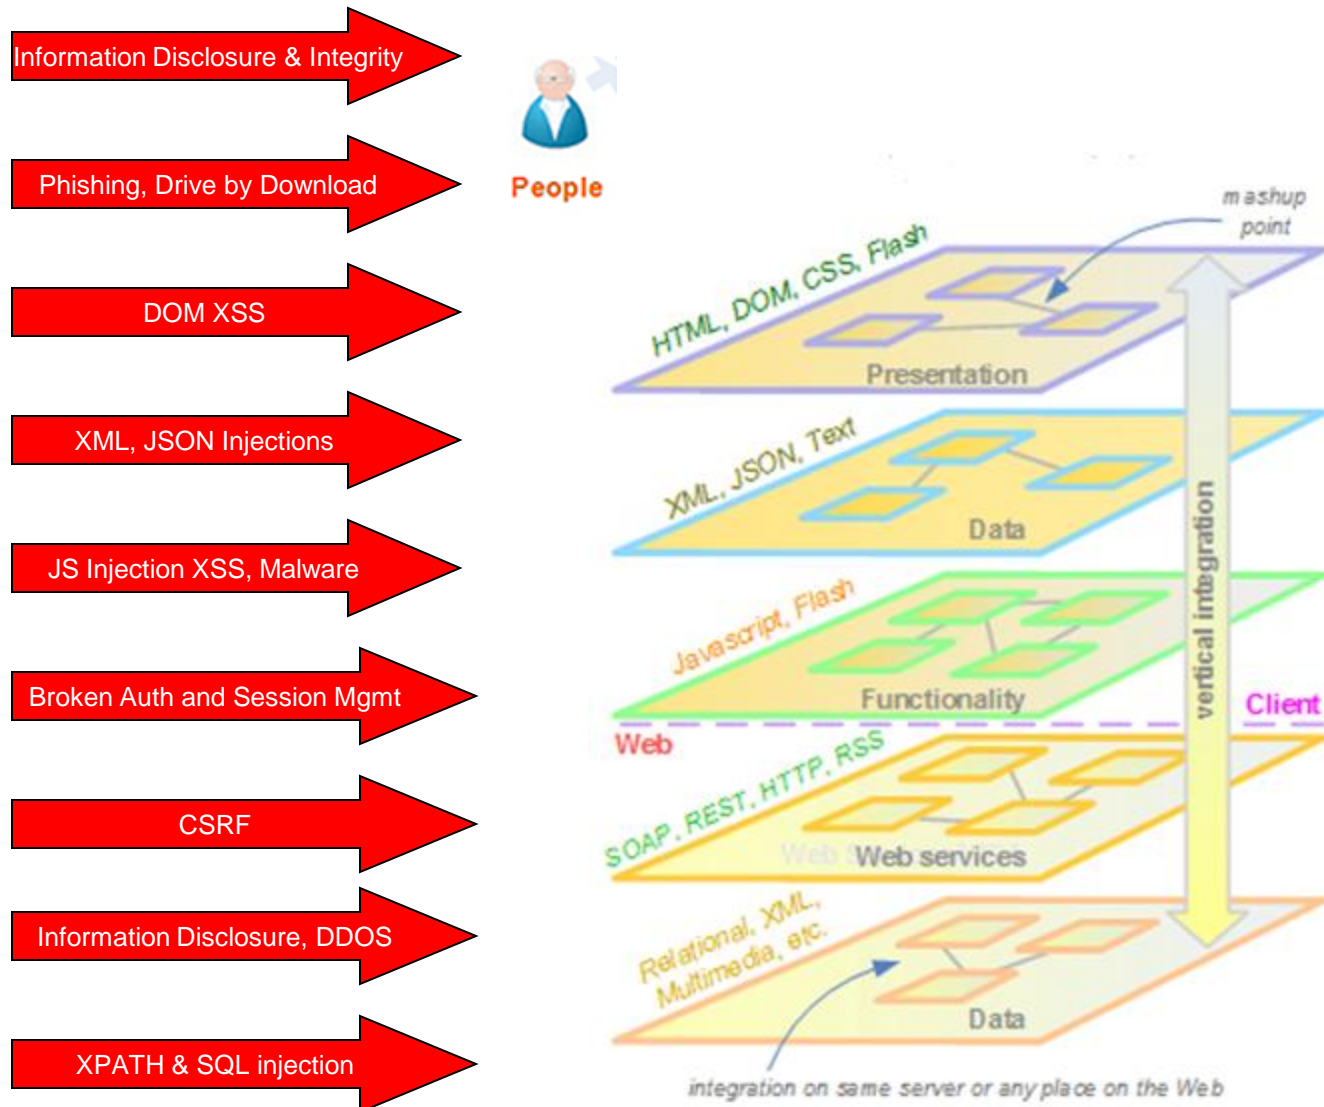 Information Disclosure & Integrity
Phishing, Drive by Download
DOM XSS
XML, JSON Injections
JS Injection XSS, Malware
Broken Auth and Session Mgmt
CSRF
Information Disclosure, DDOS
XPATH & SQL injection
People
mashup
point
HTML, DOM, CSS, Flash
Presentation
XML, JSON, Text
Data
Javascript, Flash
Functionality
vertical integration
Client
Web
SOAP, REST, HTTP, RSS
Web services
Relational, XML,
Multimedia, etc.
Data
integration on same server or any place on the Web